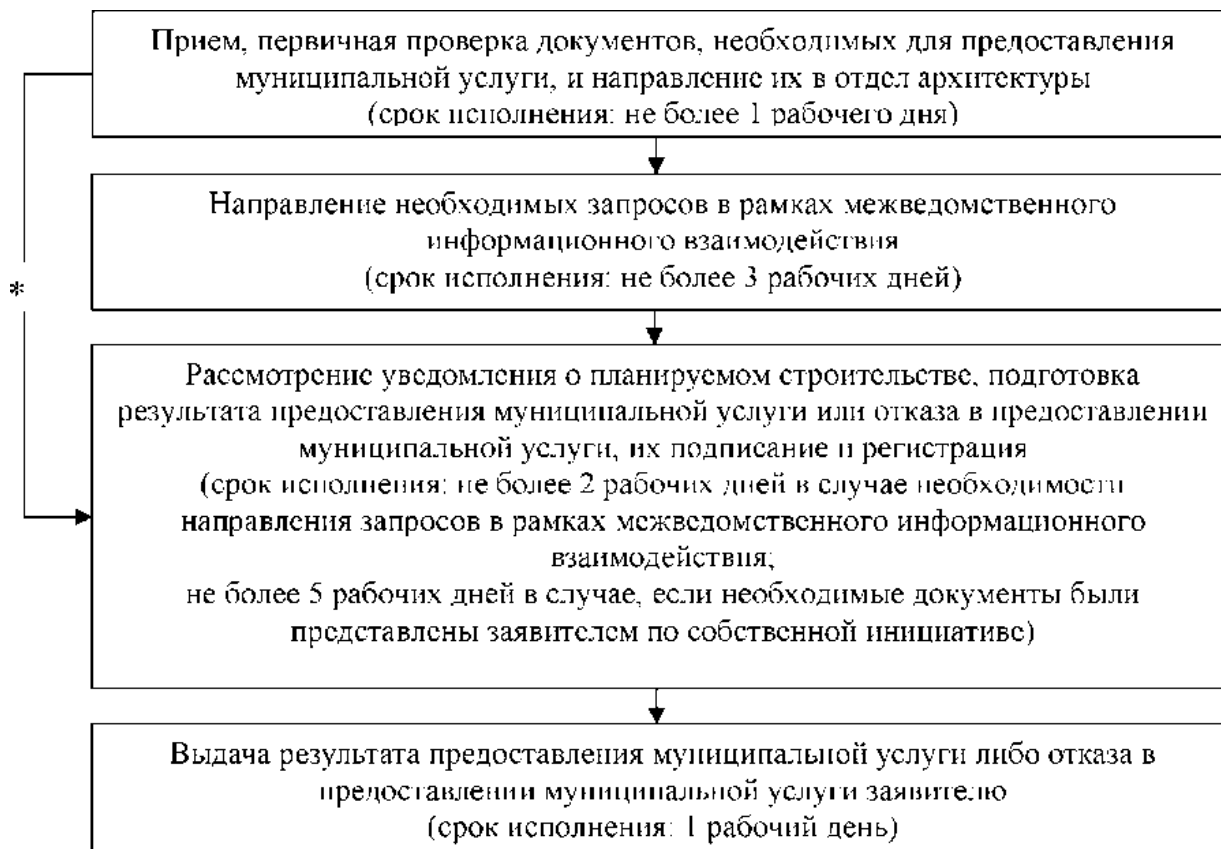 Прием, первичная проверка документов, необходимых для предоставления
муниципальной услуги, и направление их в отдел архитектуры
(срок исполнения: не более 1 рабочего дня)
Направление необходимых запросов в рамках межведомственного
информационного взаимодействия
(срок исполнения: не более 3 рабочих дней)
*
Рассмотрение уведомления о планируемом строительстве, подготовка
результата предоставления муниципальной услуги или отказа в предоставлении
муниципальной услуги, их подписание и регистрация
(срок исполнения: не более 2 рабочих дней в случае необходимости
направления запросов в рамках межведомственного информационного
взаимодействия;
не более 5 рабочих дней в случае, если необходимые документы были
представлены заявителем по собственной инициативе)
Выдача результата предоставления муниципальной услуги либо отказа в
предоставлении муниципальной услуги заявителю
(срок исполнения: 1 рабочий день)